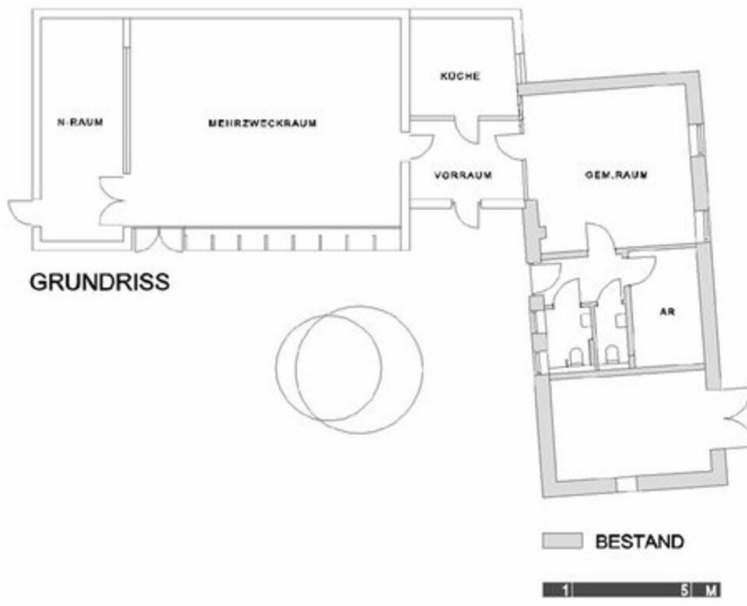 KÜCHE
N-RAUM
MEHRZWECKRAUM
VORRAUM
GEM.RAUM
GRUNDRISS
AR
BESTAND
1 5 M